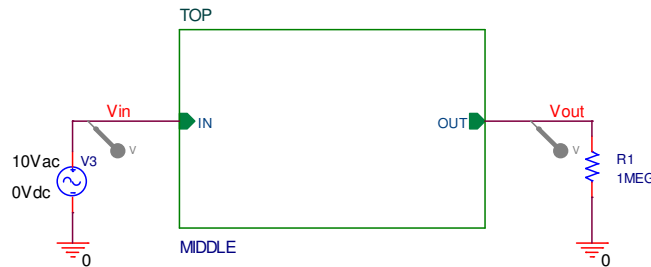 TOP
Vin
Vout
IN
OUT
V
V
10Vac
V3
0Vdc
R1
1MEG
MIDDLE
0
0